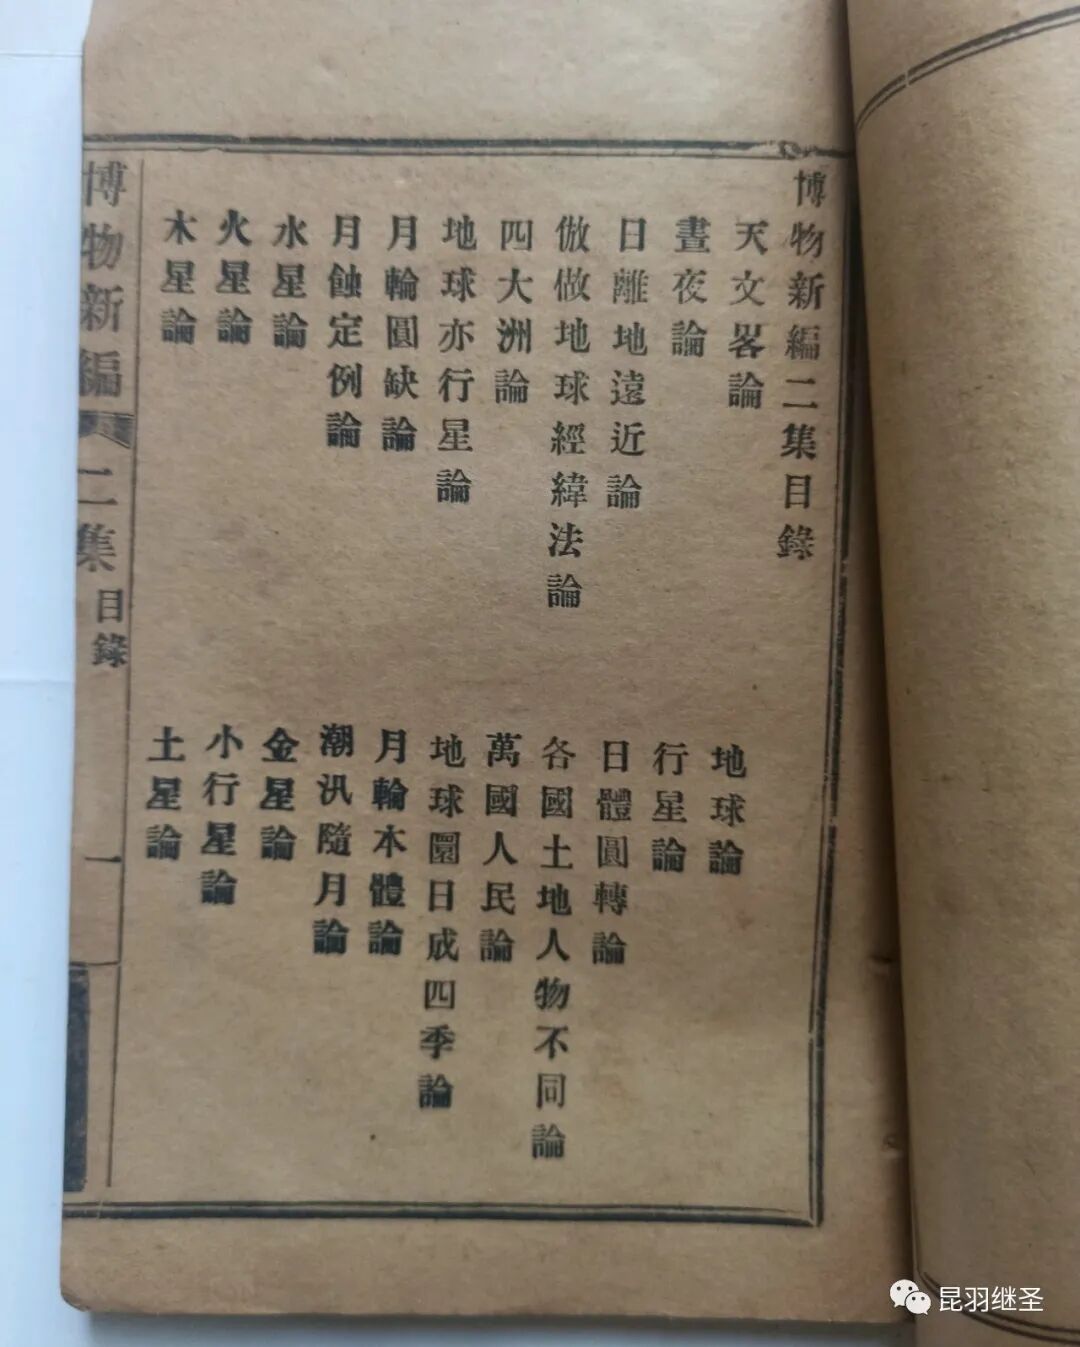 博物新編二集目錄
天文畧論
地球論
晝夜論
行星論
日離地遠近論
日體圓轉論
倣做地球經緯法論
各國土地人物不同論
四大洲論
萬國人民論
地球亦行星論
地球圜日成四季論
月輪圓缺論
月輪本體論
月蝕定例論
潮汛隨月論
水星論
金星論
火星論
小行星論
木星論
土星論
博物新編
二集
目錄
一
昆羽继圣